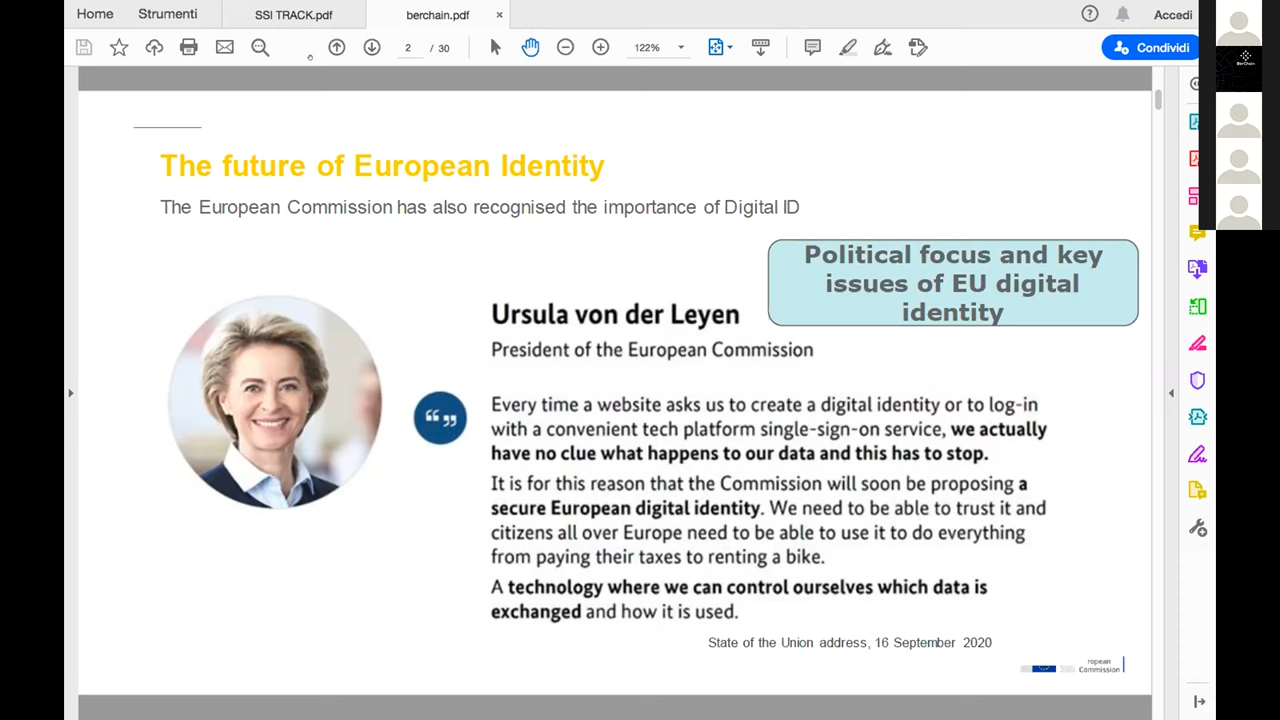 Home Strumenti SSI TRACK.pdf berchain.pdf × Accedi
2 / 30 122% Condividi
BerChain
The future of European Identity
The European Commission has also recognised the importance of Digital ID
Political focus and key
issues of EU digital
identity
Ursula von der Leyen
President of the European Commission
Every time a website asks us to create a digital identity or to log-in
with a convenient tech platform single-sign-on service, we actually
have no clue what happens to our data and this has to stop.
It is for this reason that the Commission will soon be proposing a
secure European digital identity. We need to be able to trust it and
citizens all over Europe need to be able to use it to do everything
from paying their taxes to renting a bike.
A technology where we can control ourselves which data is
exchanged and how it is used.
State of the Union address, 16 September 2020
ropean
Commission